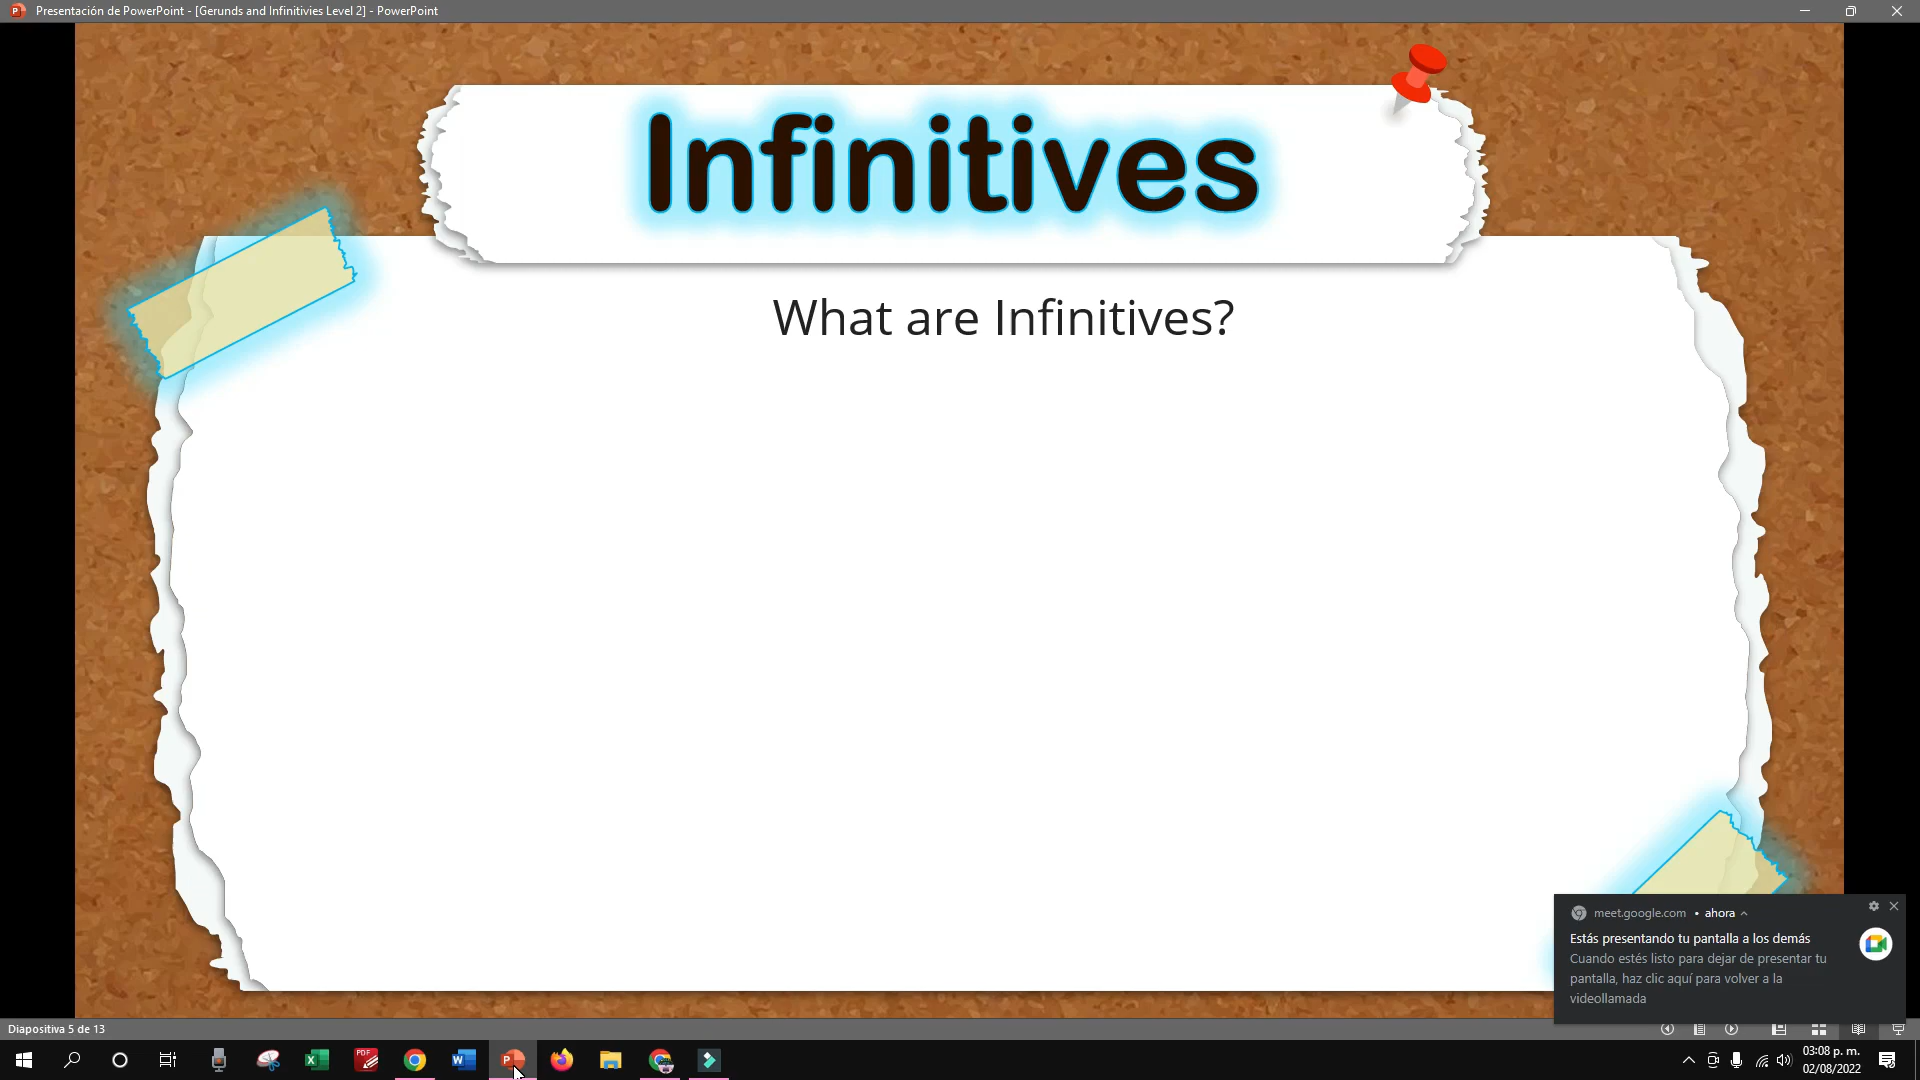 Presentación de PowerPoint - [Gerunds and Infinitivies Level 2] - PowerPoint
Infinitives
What are Infinitives?
meet.google.com • ahora
Estás presentando tu pantalla a los demás
Cuando estés listo para dejar de presentar tu
pantalla, haz clic aquí para volver a la
videollamada
Diapositiva 5 de 13
PDF
03:08 p. m.
02/08/2022